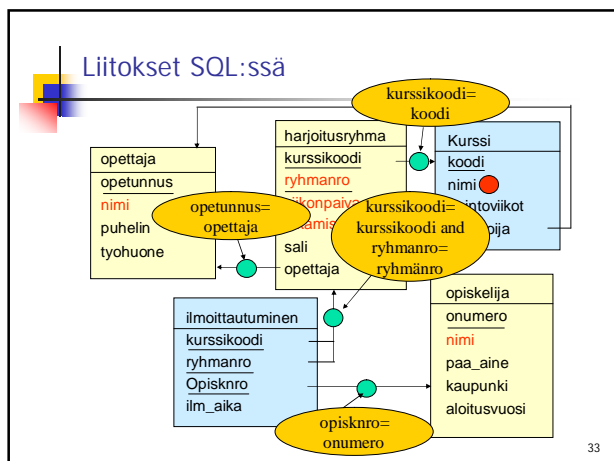 Liitokset SQL:ssä
kurssikoodi=
koodi
harjoitusryhma
kurssikoodi
ryhmanro
sali
opettaja
Kurssi
koodi
nimi
opettaja
opetunnus
nimi
puhelin
tyohuone
opetunnus=
opettaja
kurssikoodi=
kurssikoodi and
ryhmanro=
ryhmänro
ilmoittautuminen
kurssikoodi
ryhmanro
Opisknro
ilm_aika
opiskelija
onumero
nimi
paa_aine
kaupunki
aloitusvuosi
opisknro=
onumero
33